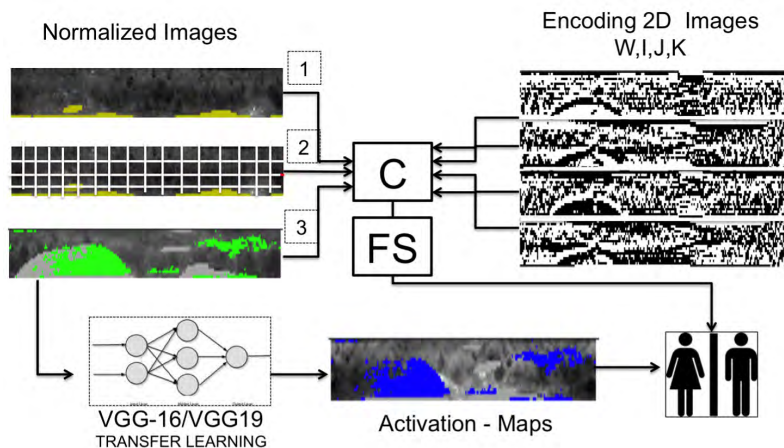 Normalized Images
Encoding 2D Images
W,I,J,K
1
2
3
C
FS
VGG-16/VGG19
TRANSFER LEARNING
Activation - Maps